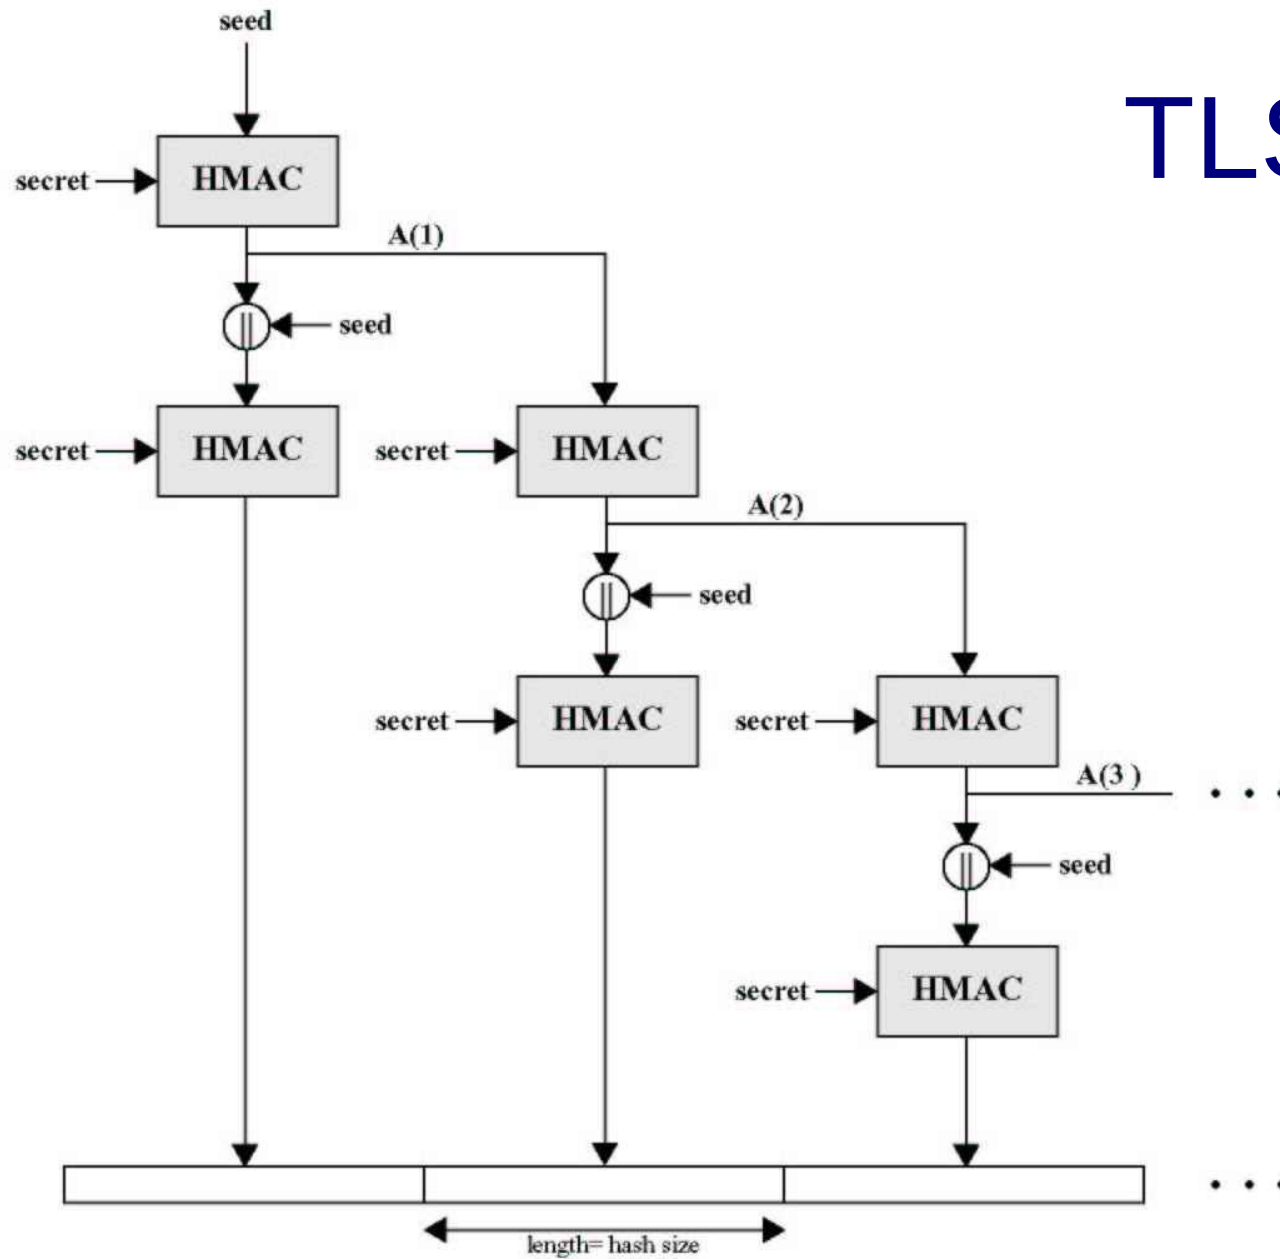 seed
TLS
secret
HMAC
A(1)
seed
secret
HMAC
secret
HMAC
A(2)
seed
secret
HMAC
secret
HMAC
A(3 )
. . .
seed
secret
HMAC
. . .
length= hash size